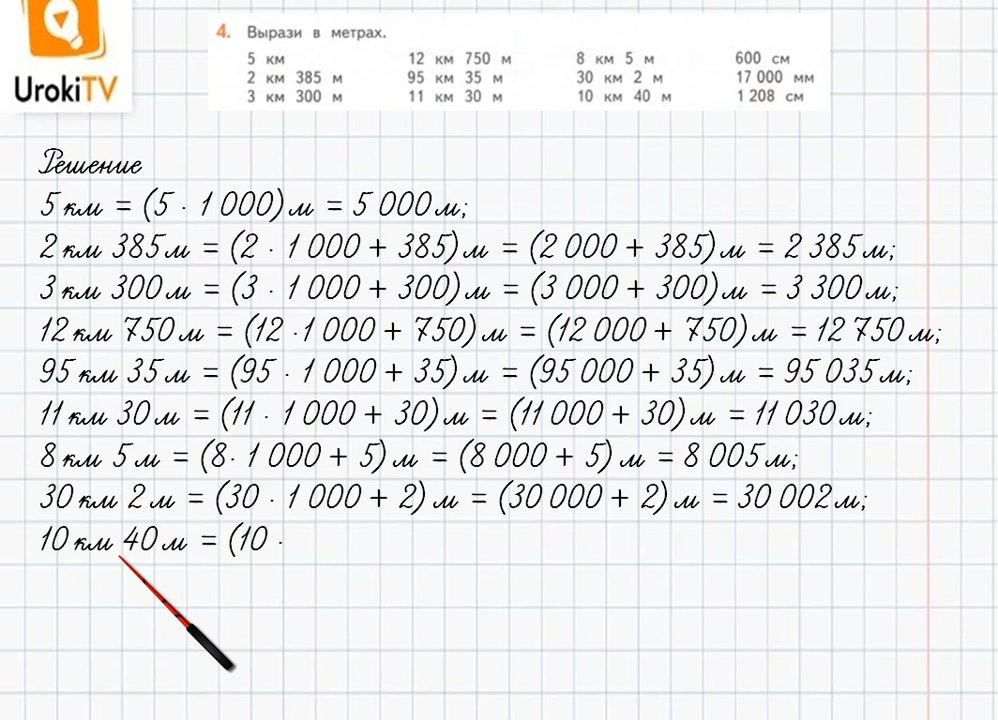 UrokiTV
4. Вырази в метрах.
5 км 12 км 750 м 8 км 5 м 600 см
2 км 385 м 95 км 35 м 30 км 2 м 17 000 мм
3 км 300 м 11 км 30 м 10 км 40 м 1 208 см
Решение
5 км = (5 · 1 000) м = 5 000 м;
2 км 385 м = (2 · 1 000 + 385) м = (2 000 + 385) м = 2 385 м;
3 км 300 м = (3 · 1 000 + 300) м = (3 000 + 300) м = 3 300 м;
12 км 750 м = (12 · 1 000 + 750) м = (12 000 + 750) м = 12 750 м;
95 км 35 м = (95 · 1 000 + 35) м = (95 000 + 35) м = 95 035 м;
11 км 30 м = (11 · 1 000 + 30) м = (11 000 + 30) м = 11 030 м;
8 км 5 м = (8 · 1 000 + 5) м = (8 000 + 5) м = 8 005 м;
30 км 2 м = (30 · 1 000 + 2) м = (30 000 + 2) м = 30 002 м;
10 км 40 м = (10 ·